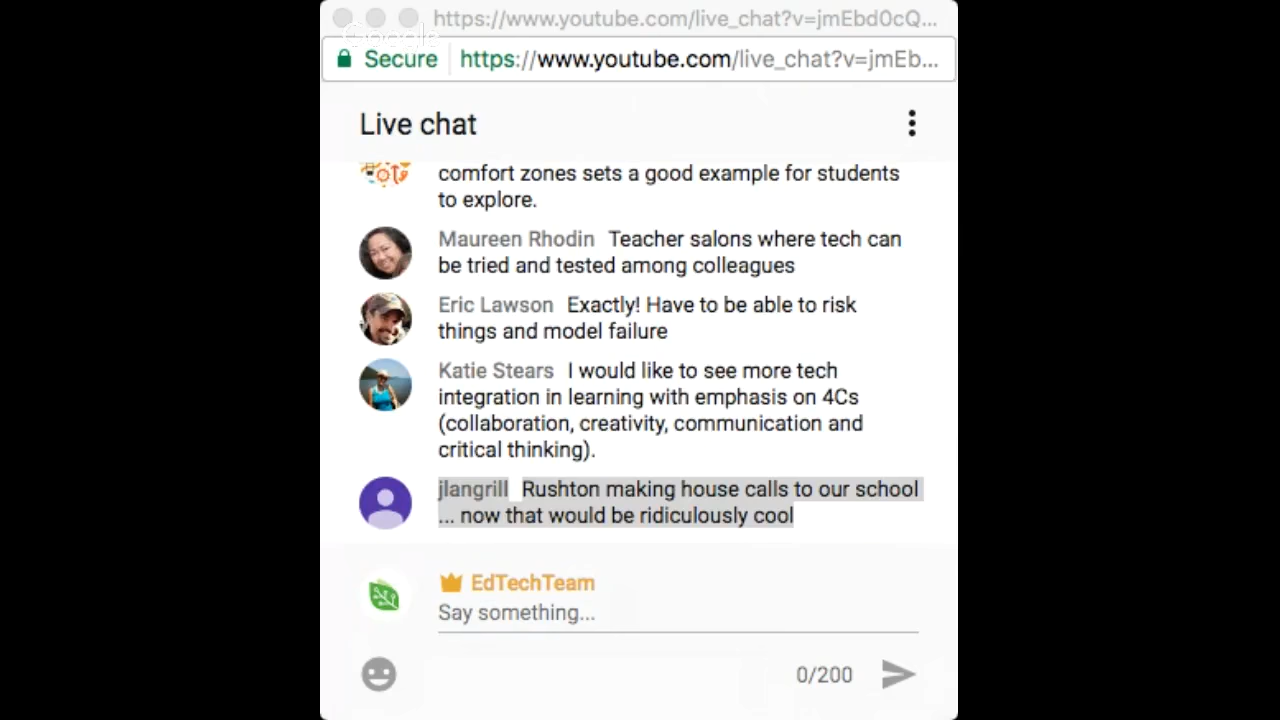 https://www.youtube.com/live_chat?v=jmEbd0cQ...
Google
Secure https://www.youtube.com/live_chat?v=jmEb...
Live chat
comfort zones sets a good example for students
to explore.
Maureen Rhodin Teacher salons where tech can
be tried and tested among colleagues
Eric Lawson Exactly! Have to be able to risk
things and model failure
Katie Stears I would like to see more tech
integration in learning with emphasis on 4Cs
(collaboration, creativity, communication and
critical thinking).
jlangrill Rushton making house calls to our school
... now that would be ridiculously cool
EdTechTeam
Say something...
0/200